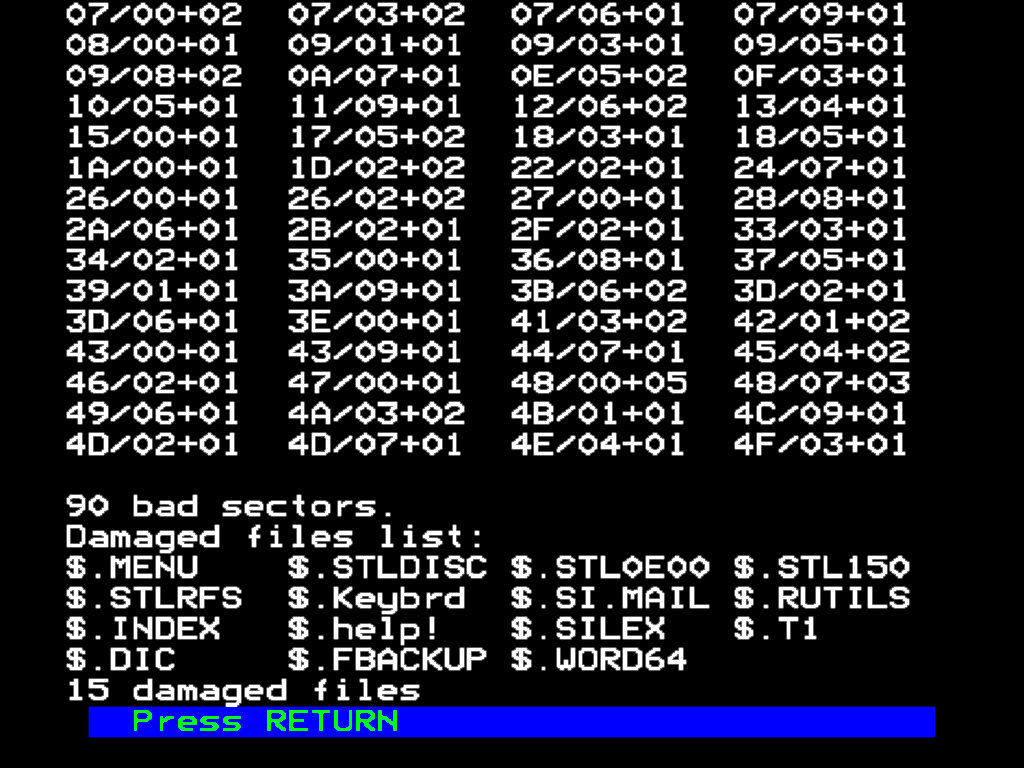 07/00+02 07/03+02 07/06+01 07/09+01
08/00+01 09/01+01 09/03+01 09/05+01
09/08+02 0A/07+01 0E/05+02 0F/03+01
10/05+01 11/09+01 12/06+02 13/04+01
15/00+01 17/05+02 18/03+01 18/05+01
1A/00+01 1D/02+02 22/02+01 24/07+01
26/00+01 26/02+02 27/00+01 28/08+01
2A/06+01 2B/02+01 2F/02+01 33/03+01
34/02+01 35/00+01 36/08+01 37/05+01
39/01+01 3A/09+01 3B/06+02 3D/02+01
3D/06+01 3E/00+01 41/03+02 42/01+02
43/00+01 43/09+01 44/07+01 45/04+02
46/02+01 47/00+01 48/00+05 48/07+03
49/06+01 4A/03+02 4B/01+01 4C/09+01
4D/02+01 4D/07+01 4E/04+01 4F/03+01
90 bad sectors.
Damaged files list:
$.MENU $.STLDISC $.STL0E00 $.STL150
$.STLRFS $.Keybrd $.SI.MAIL $.RUTILS
$.INDEX $.help! $.SILEX $.T1
$.DIC $.FBACKUP $.WORD64
15 damaged files
Press RETURN